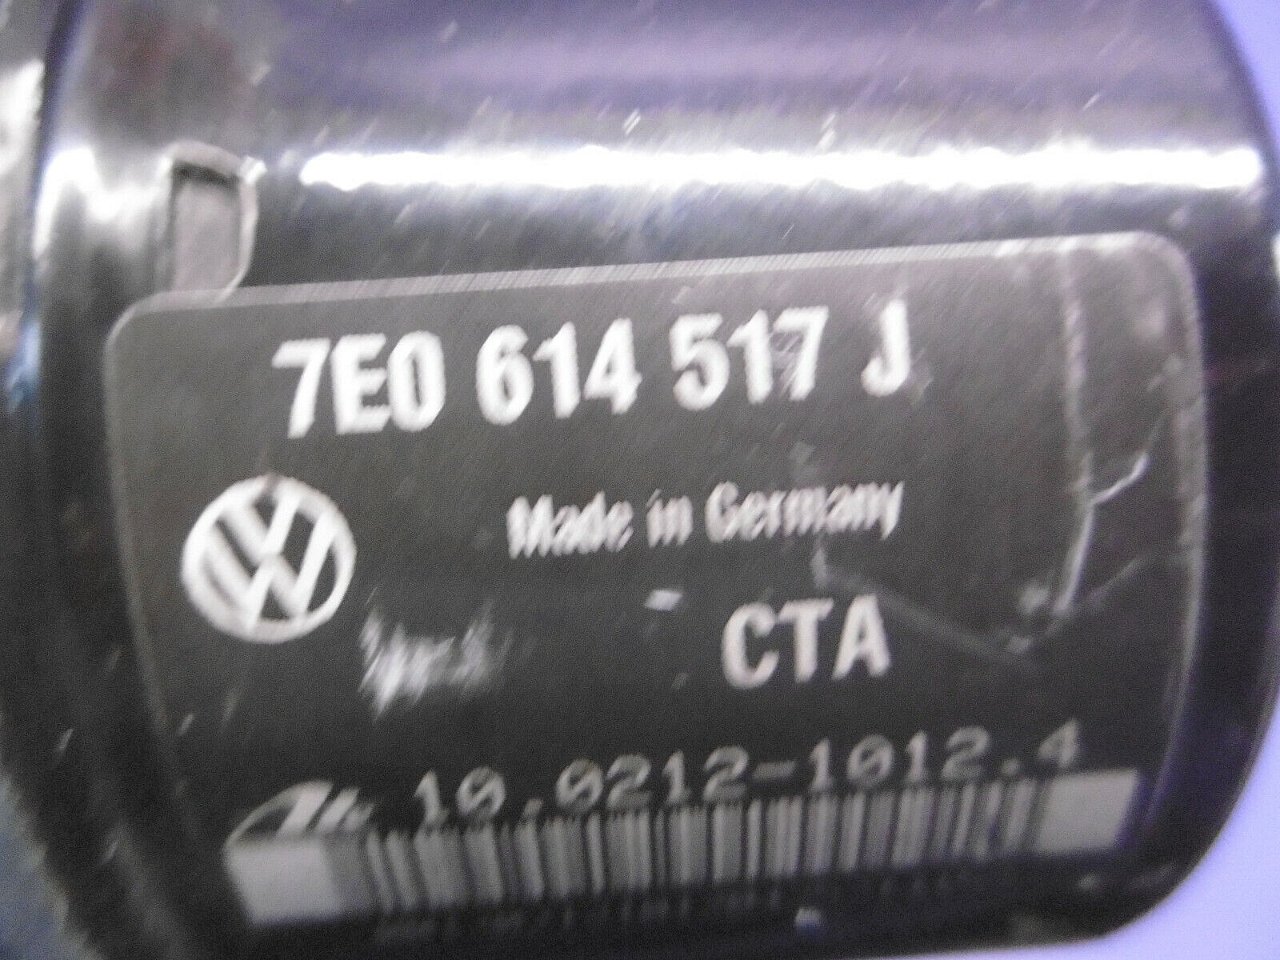 7E0 614 517 J
Made in Germany
CTA
10.0212-1012.4